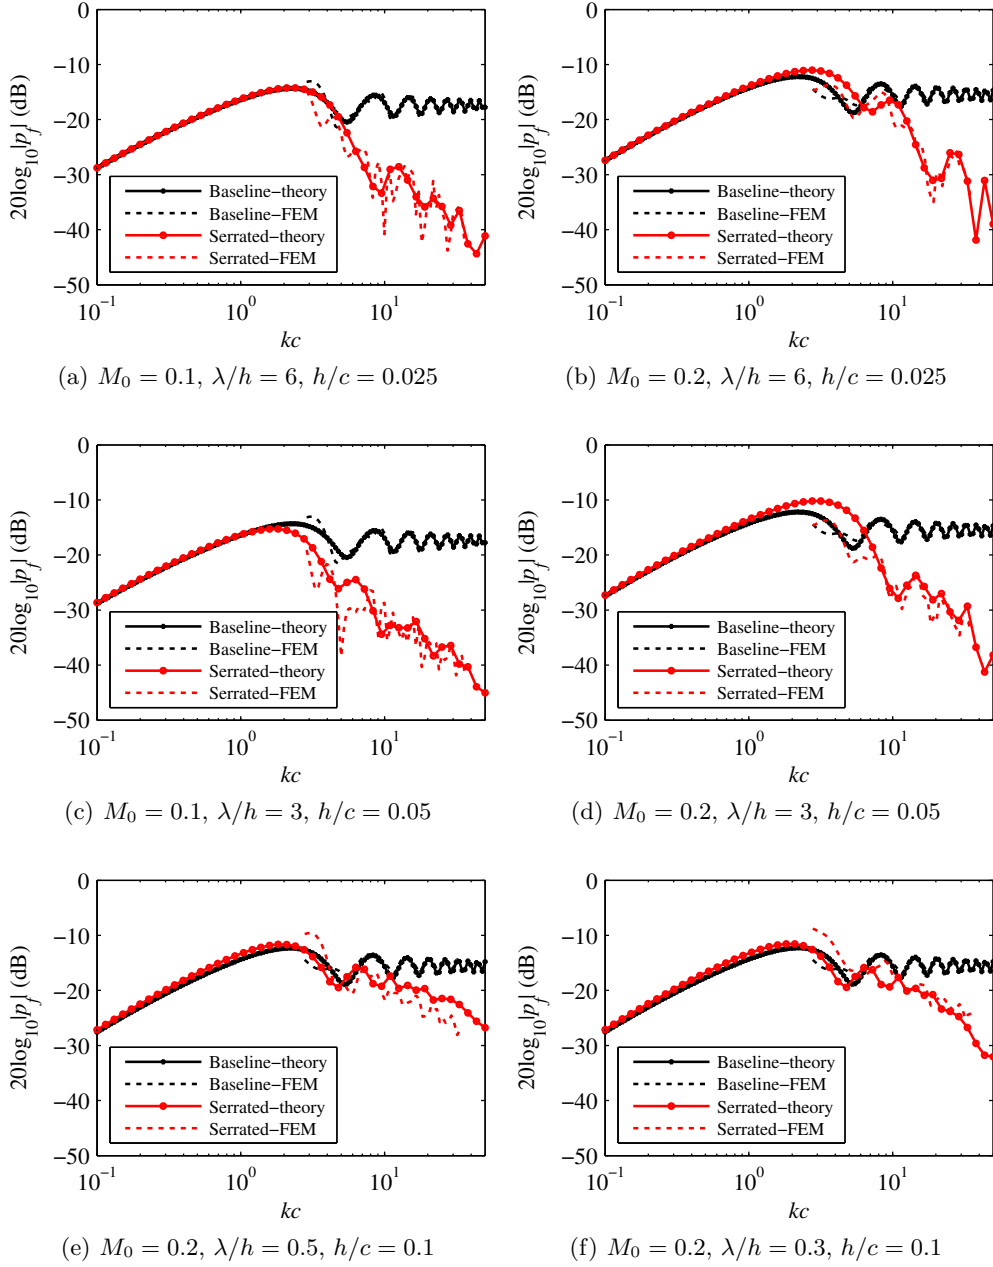 0
−10
−20
−30
−40
−50
20log₁₀|p_f| (dB)
Baseline−theory
Baseline−FEM
Serrated−theory
Serrated−FEM
10⁻¹ 10⁰ 10¹
kc
(a) M₀ = 0.1, λ/h = 6, h/c = 0.025
0
−10
−20
−30
−40
−50
20log₁₀|p_f| (dB)
Baseline−theory
Baseline−FEM
Serrated−theory
Serrated−FEM
10⁻¹ 10⁰ 10¹
kc
(b) M₀ = 0.2, λ/h = 6, h/c = 0.025
0
−10
−20
−30
−40
−50
20log₁₀|p_f| (dB)
Baseline−theory
Baseline−FEM
Serrated−theory
Serrated−FEM
10⁻¹ 10⁰ 10¹
kc
(c) M₀ = 0.1, λ/h = 3, h/c = 0.05
0
−10
−20
−30
−40
−50
20log₁₀|p_f| (dB)
Baseline−theory
Baseline−FEM
Serrated−theory
Serrated−FEM
10⁻¹ 10⁰ 10¹
kc
(d) M₀ = 0.2, λ/h = 3, h/c = 0.05
0
−10
−20
−30
−40
−50
20log₁₀|p_f| (dB)
Baseline−theory
Baseline−FEM
Serrated−theory
Serrated−FEM
10⁻¹ 10⁰ 10¹
kc
(e) M₀ = 0.2, λ/h = 0.5, h/c = 0.1
0
−10
−20
−30
−40
−50
20log₁₀|p_f| (dB)
Baseline−theory
Baseline−FEM
Serrated−theory
Serrated−FEM
10⁻¹ 10⁰ 10¹
kc
(f) M₀ = 0.2, λ/h = 0.3, h/c = 0.1